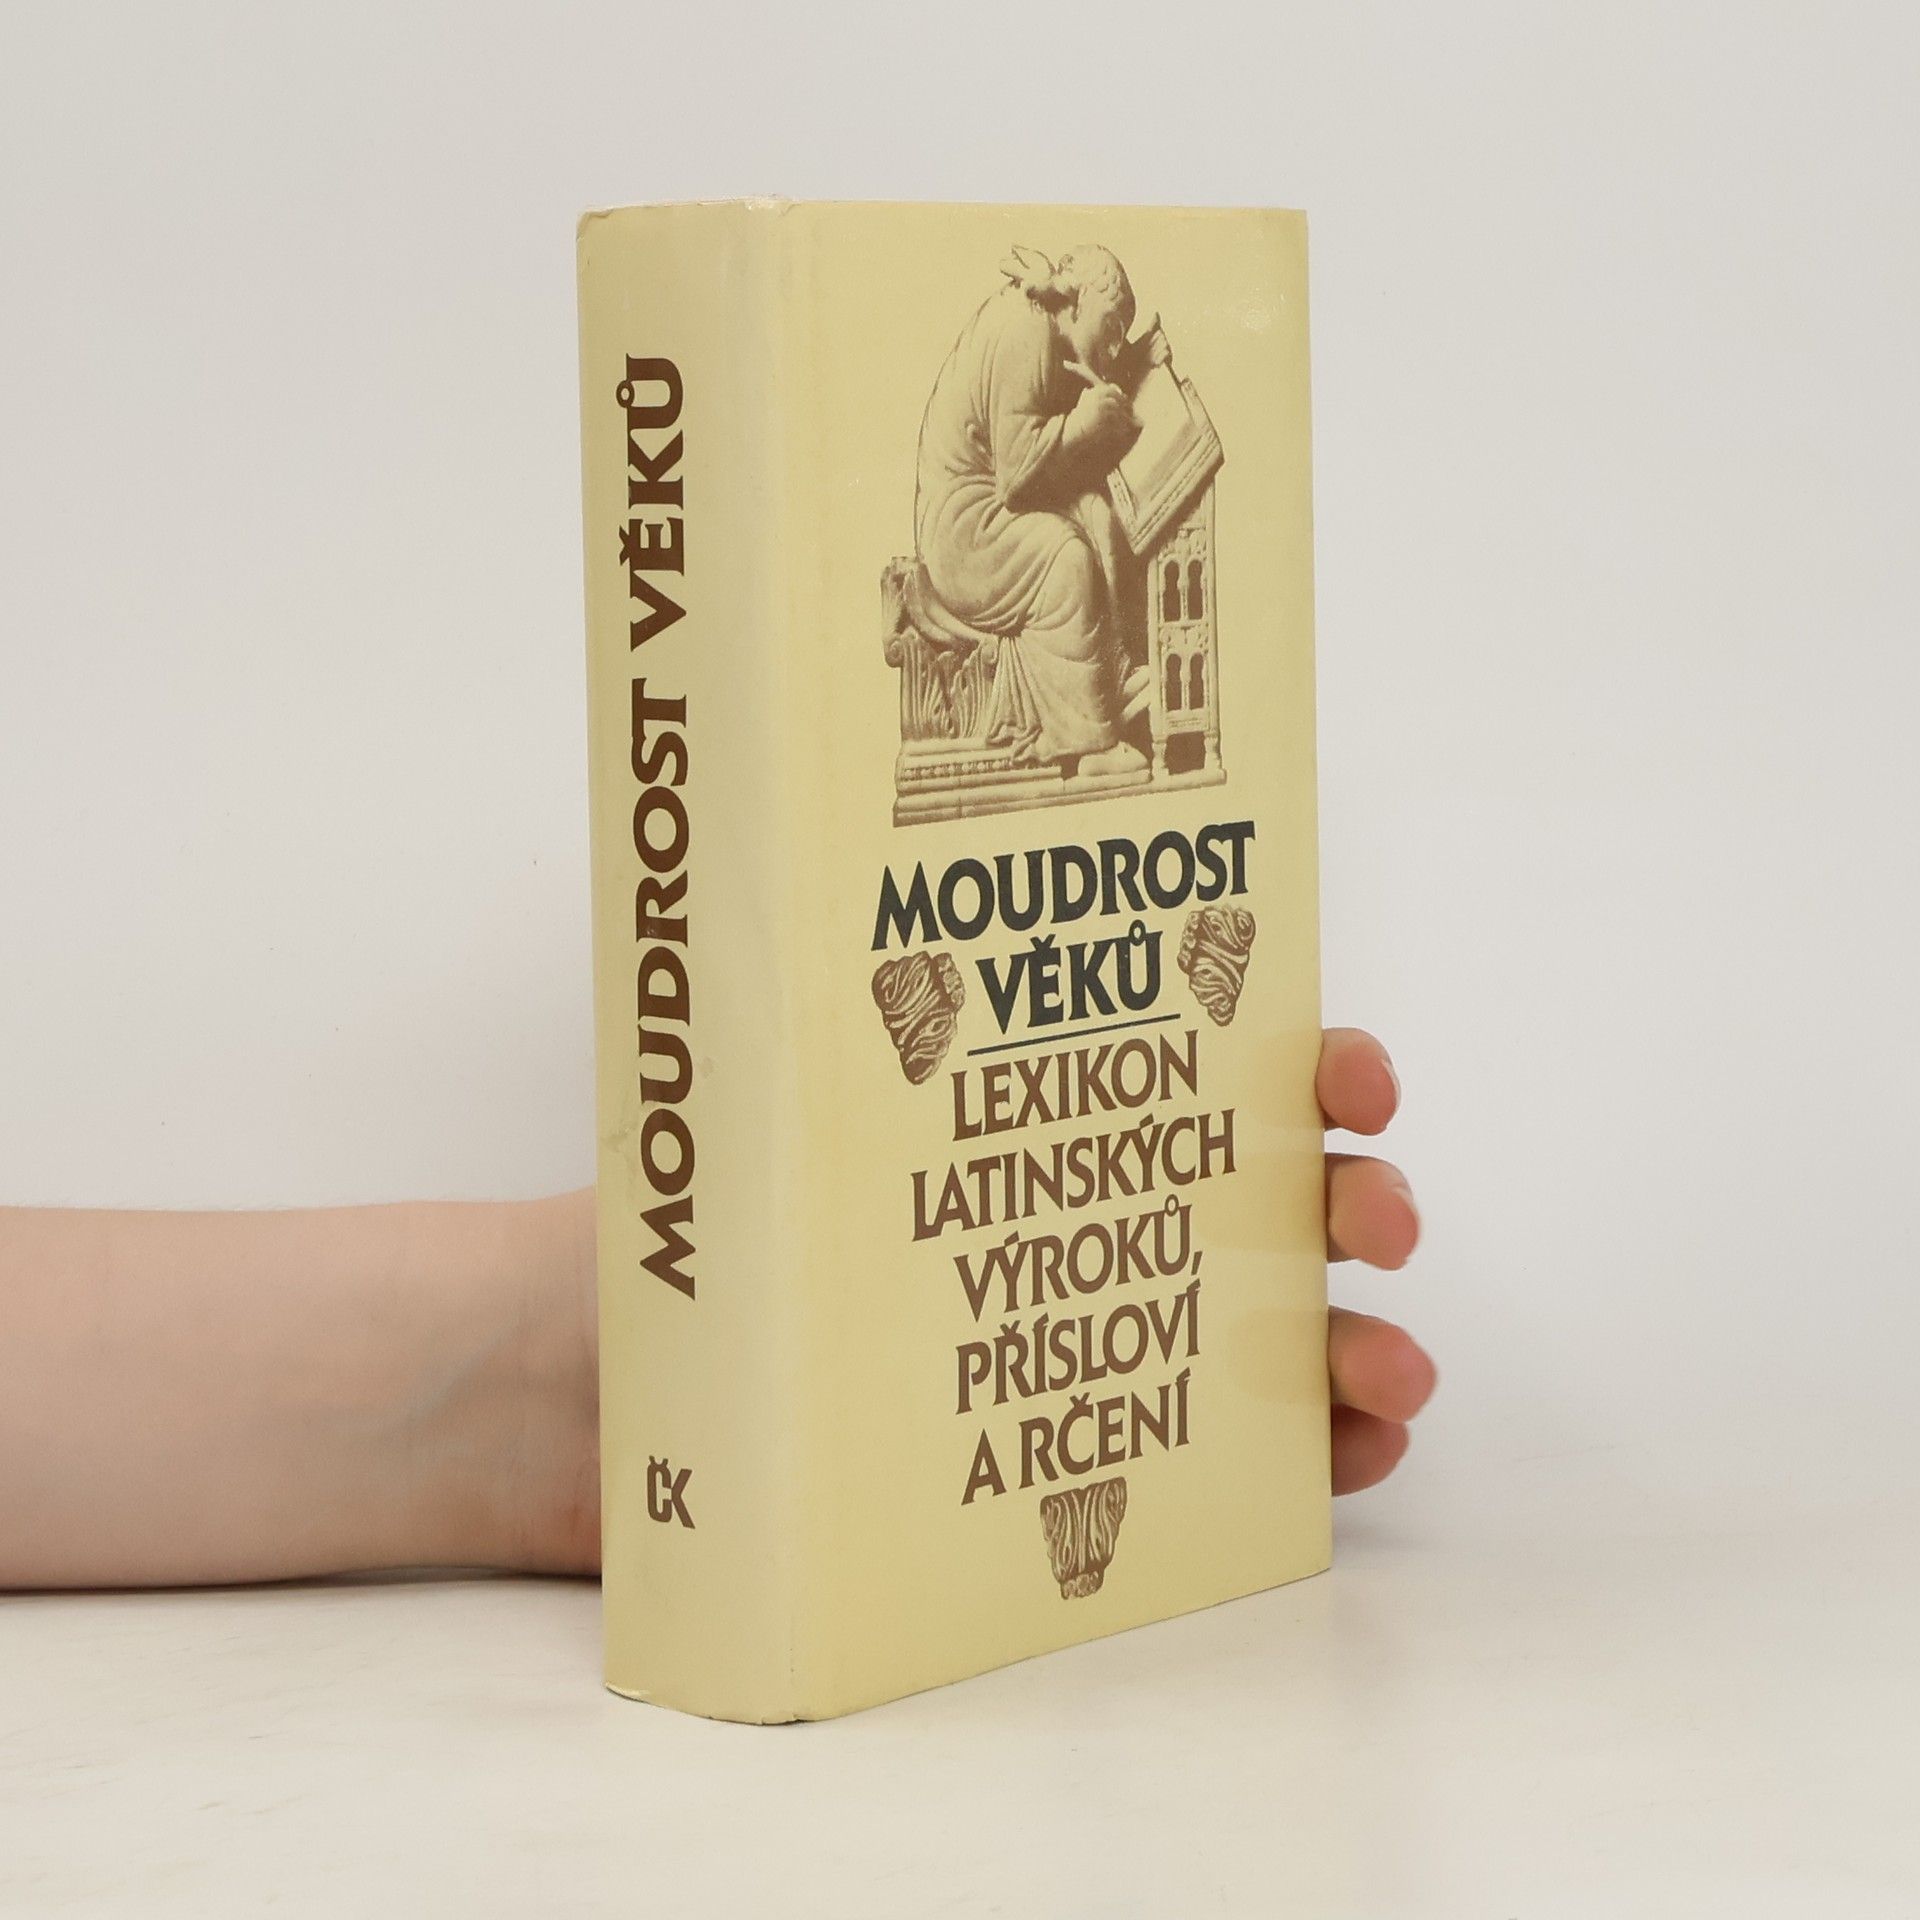 MOUDROST VĚKŮ
ČK
MOUDROST
VĚKŮ
LEXIKON
LATINSKÝCH
VÝROKŮ,
PŘÍSLOVÍ
A RČENÍ